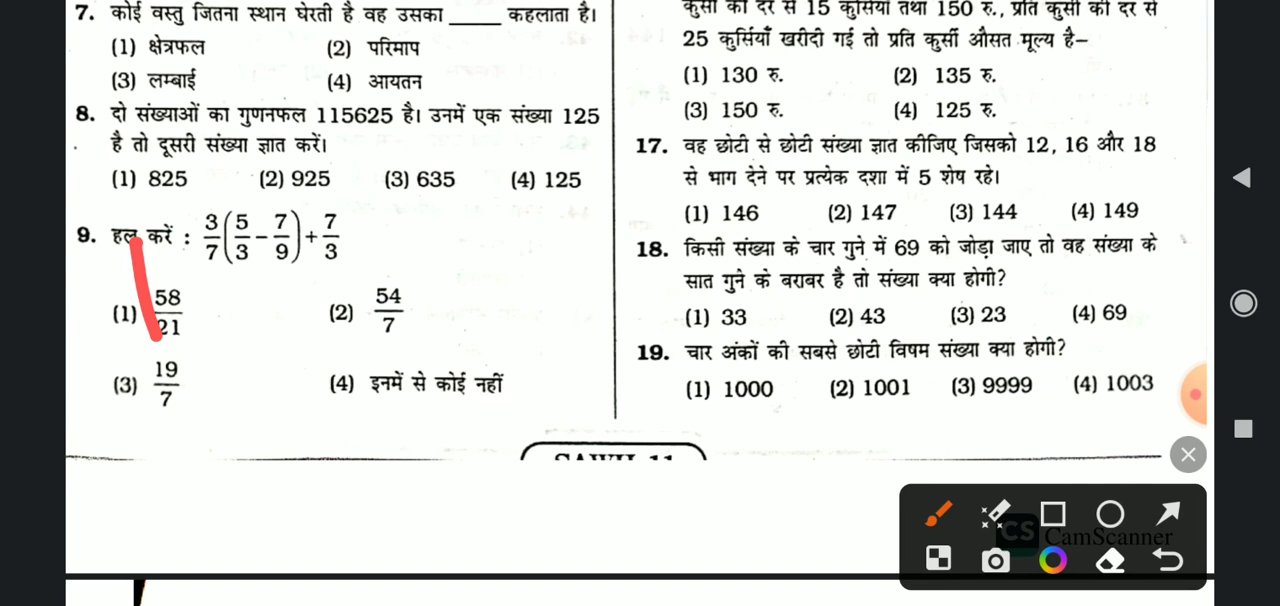 7. कोई वस्तु जितना स्थान घेरती है वह उसका _____ कहलाता है।
(1) क्षेत्रफल (2) परिमाप
(3) लम्बाई (4) आयतन
8. दो संख्याओं का गुणनफल 115625 है। उनमें एक संख्या 125
है तो दूसरी संख्या ज्ञात करें।
(1) 825 (2) 925 (3) 635 (4) 125
9. हल करें : 3/7(5/3 − 7/9) + 7/3
(1) 58/21 (2) 54/7
(3) 19/7 (4) इनमें से कोई नहीं
कुर्सी की दर से 15 कुर्सियाँ तथा 150 रु., प्रति कुर्सी की दर से
25 कुर्सियाँ खरीदी गई तो प्रति कुर्सी औसत मूल्य है–
(1) 130 रु. (2) 135 रु.
(3) 150 रु. (4) 125 रु.
17. वह छोटी से छोटी संख्या ज्ञात कीजिए जिसको 12, 16 और 18
से भाग देने पर प्रत्येक दशा में 5 शेष रहे।
(1) 146 (2) 147 (3) 144 (4) 149
18. किसी संख्या के चार गुने में 69 को जोड़ा जाए तो वह संख्या के
सात गुने के बराबर है तो संख्या क्या होगी?
(1) 33 (2) 43 (3) 23 (4) 69
19. चार अंकों की सबसे छोटी विषम संख्या क्या होगी?
(1) 1000 (2) 1001 (3) 9999 (4) 1003
CS CamScanner